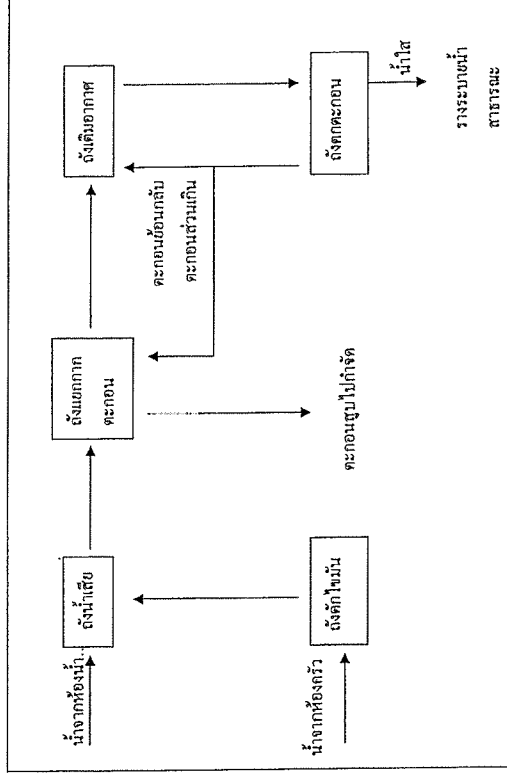 น้ำจากห้องน้ำ..
ถังน้ำเสีย
ถังแยกกาก
ตะกอน
ถังเติมอากาศ
ตะกอนย้อนกลับ
ตะกอนส่วนเกิน
น้ำจากห้องครัว
ถังดักไขมัน
ตะกอนสูบไปกำจัด
ถังตกตะกอน
น้ำใส
รางระบายน้ำ
สาธารณะ